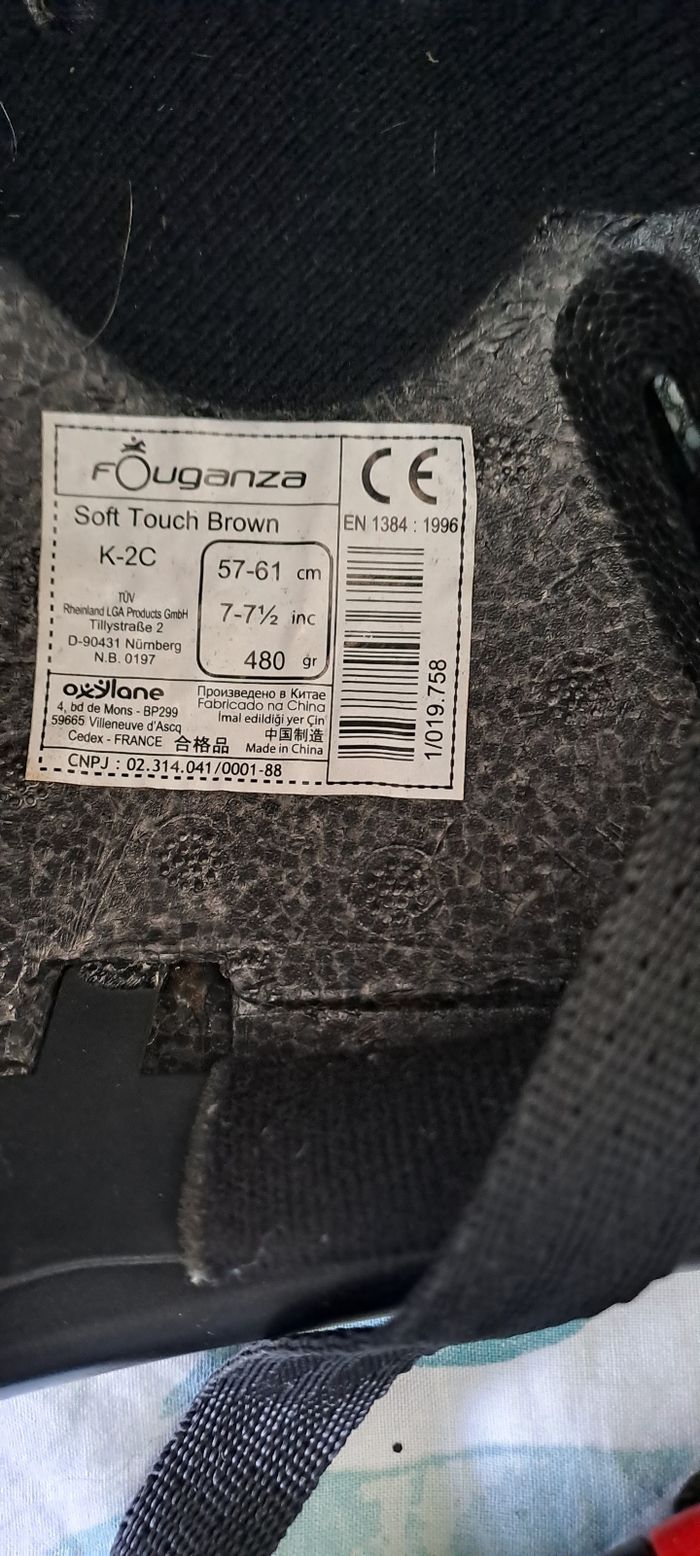 FOuganza
Soft Touch Brown
K-2C
57-61 cm
7-7½ inc
480 gr
TÜV
Rheinland LGA Products GmbH
Tillystraße 2
D-90431 Nürnberg
N.B. 0197
oxylane
4, bd de Mons - BP299
59665 Villeneuve d'Ascq
Cedex - FRANCE 合格品
Произведено в Китае
Fabricado na China
İmal edildiği yer Çin
中国制造
Made in China
CNPJ : 02.314.041/0001-88
CE
EN 1384 : 1996
1/019.758